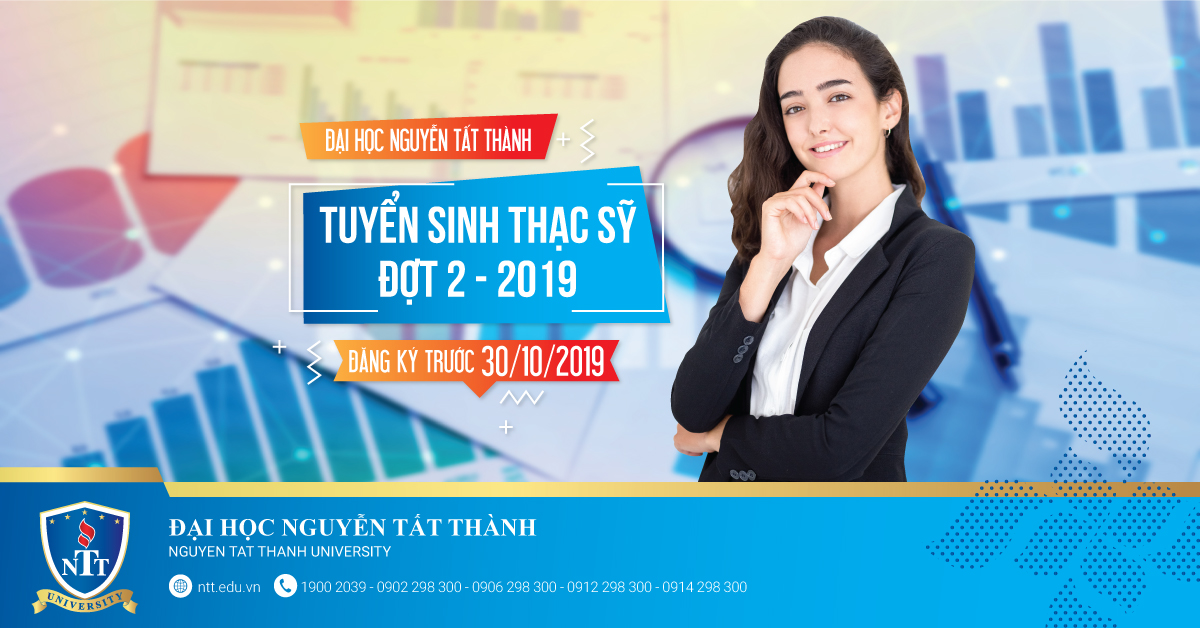 ĐẠI HỌC NGUYỄN TẤT THÀNH
TUYỂN SINH THẠC SỸ
ĐỢT 2 - 2019
ĐĂNG KÝ TRƯỚC 30/10/2019
NTT
UNIVERSITY
ĐẠI HỌC NGUYỄN TẤT THÀNH
NGUYEN TAT THANH UNIVERSITY
ntt.edu.vn 1900 2039 - 0902 298 300 - 0906 298 300 - 0912 298 300 - 0914 298 300